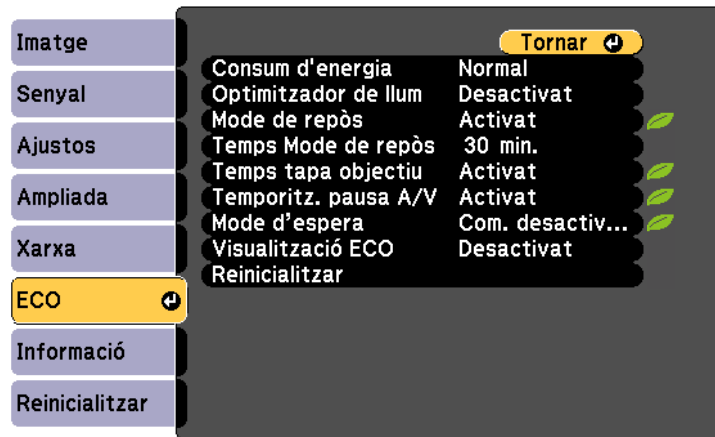 Imatge
Senyal
Ajustos
Ampliada
Xarxa
ECO
Informació
Reinicialitzar
Tornar
Consum d'energia Normal
Optimitzador de llum Desactivat
Mode de repòs Activat
Temps Mode de repòs 30 min.
Temps tapa objectiu Activat
Temporitz. pausa A/V Activat
Mode d’espera Com. desactiv...
Visualització ECO Desactivat
Reinicialitzar